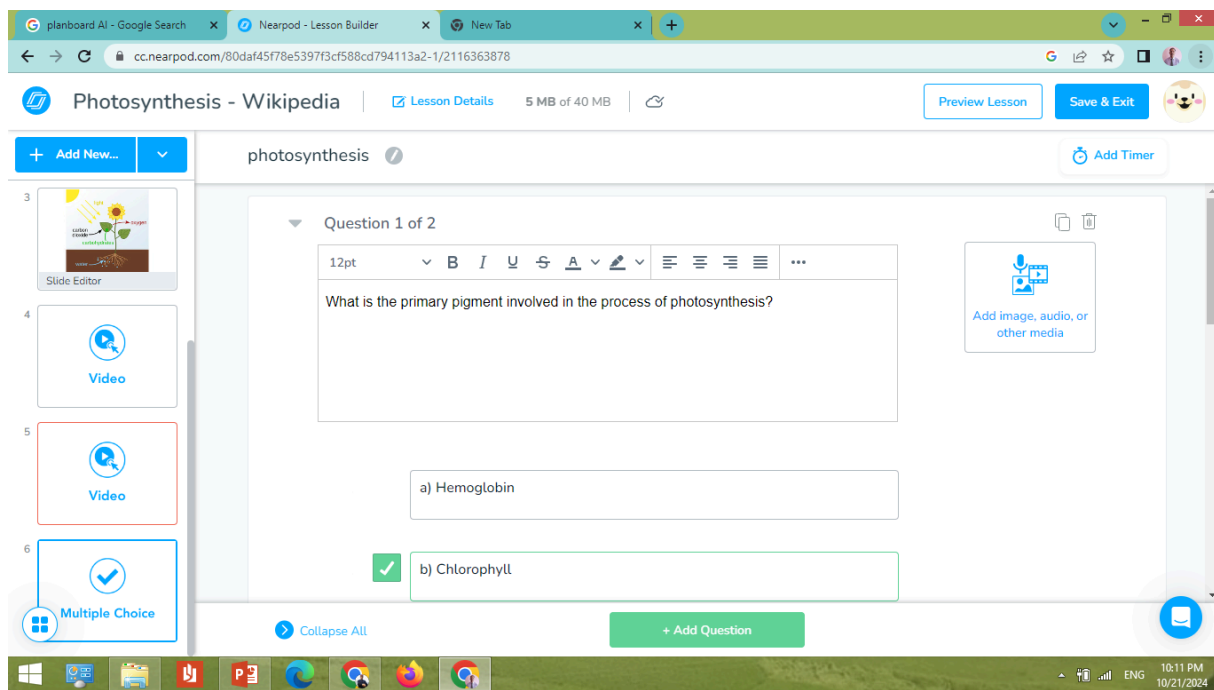 planboard AI - Google Search
Nearpod - Lesson Builder
New Tab
cc.nearpod.com/80daf45f78e5397f3cf588cd794113a2-1/2116363878
Photosynthesis - Wikipedia
Lesson Details
5 MB of 40 MB
Preview Lesson
Save & Exit
Add New...
photosynthesis
Add Timer
3
light
oxygen
carbon
dioxide
carbohydrates
water
Slide Editor
4
Video
5
Video
6
Multiple Choice
Question 1 of 2
12pt
B I U S A
What is the primary pigment involved in the process of photosynthesis?
Add image, audio, or
other media
a) Hemoglobin
b) Chlorophyll
Collapse All
+ Add Question
ENG
10:11 PM
10/21/2024